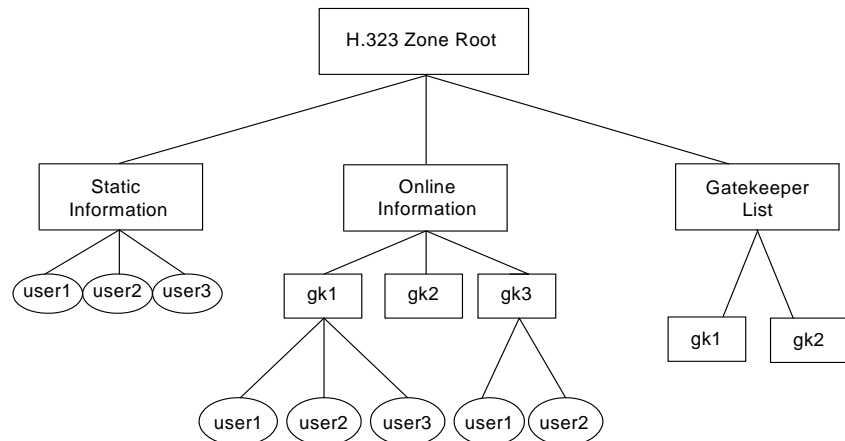 H.323 Zone Root
Static
Information
Online
Information
Gatekeeper
List
user1 user2 user3
gk1 gk2 gk3
gk1 gk2
user1 user2 user3 user1 user2